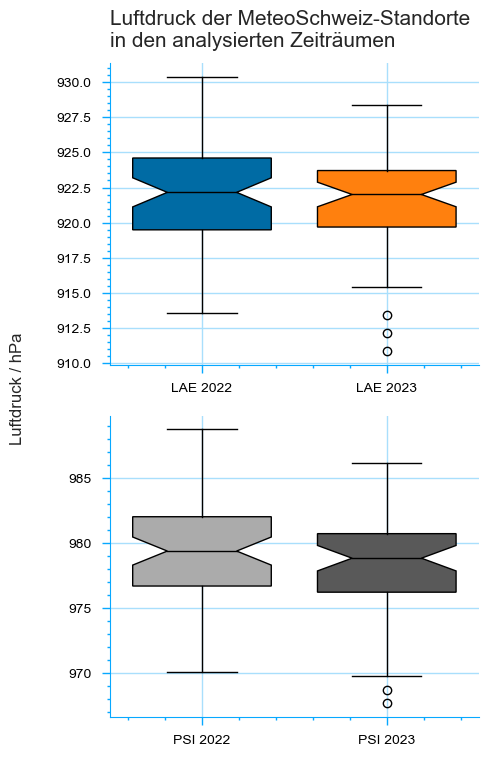 Luftdruck der MeteoSchweiz-Standorte
in den analysierten Zeiträumen
Luftdruck / hPa
930.0
927.5
925.0
922.5
920.0
917.5
915.0
912.5
910.0
LAE 2022
LAE 2023
985
980
975
970
PSI 2022
PSI 2023